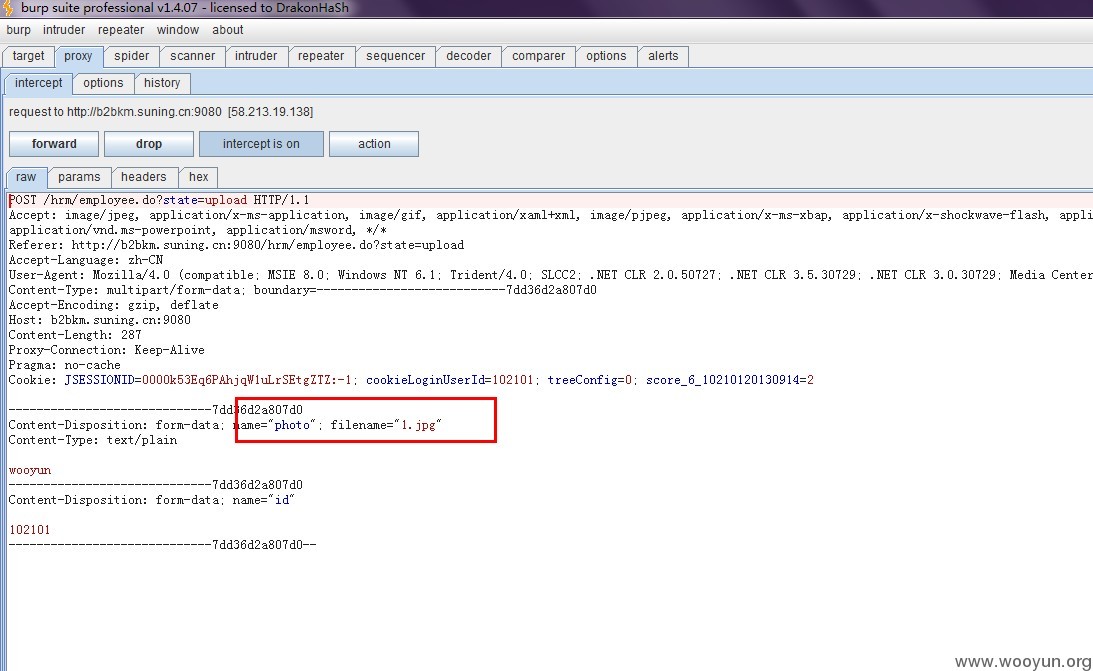 burp suite professional v1.4.07 - licensed to DrakonHaSh
burp intruder repeater window about
target proxy spider scanner intruder repeater sequencer decoder comparer options alerts
intercept options history
request to http://b2bkm.suning.cn:9080 [58.213.19.138]
forward drop intercept is on action
raw params headers hex
POST /hrm/employee.do?state=upload HTTP/1.1
Accept: image/jpeg, application/x-ms-application, image/gif, application/xaml+xml, image/pjpeg, application/x-ms-xbap, application/x-shockwave-flash, appli
application/vnd.ms-powerpoint, application/msword, */*
Referer: http://b2bkm.suning.cn:9080/hrm/employee.do?state=upload
Accept-Language: zh-CN
User-Agent: Mozilla/4.0 (compatible; MSIE 8.0; Windows NT 6.1; Trident/4.0; SLCC2; .NET CLR 2.0.50727; .NET CLR 3.5.30729; .NET CLR 3.0.30729; Media Center
Content-Type: multipart/form-data; boundary=---------------------------7dd36d2a807d0
Accept-Encoding: gzip, deflate
Host: b2bkm.suning.cn:9080
Content-Length: 287
Proxy-Connection: Keep-Alive
Pragma: no-cache
Cookie: JSESSIONID=0000k53Eq6PAhjqW1uLrSEtgZTZ:-1; cookieLoginUserId=102101; treeConfig=0; score_6_10210120130914=2
-----------------------------7dd36d2a807d0
Content-Disposition: form-data; name="photo"; filename="1.jpg"
Content-Type: text/plain
wooyun
-----------------------------7dd36d2a807d0
Content-Disposition: form-data; name="id"
102101
-----------------------------7dd36d2a807d0--
www.wooyun.org